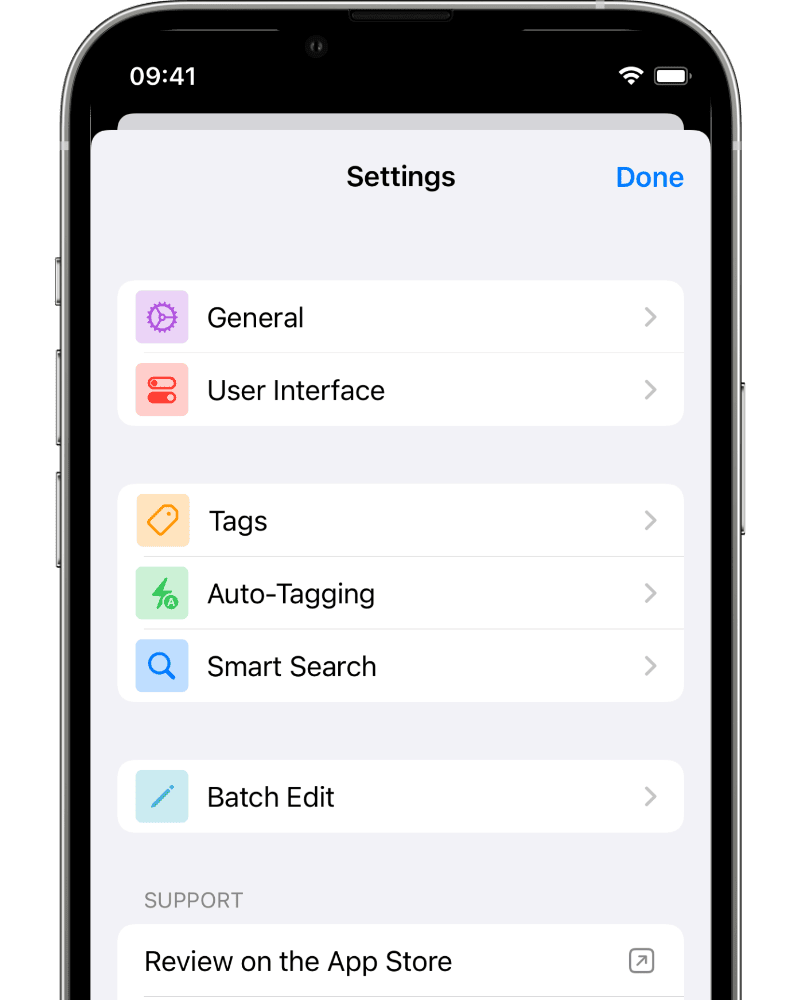 09:41
Settings
Done
General
User Interface
Tags
Auto-Tagging
Smart Search
Batch Edit
SUPPORT
Review on the App Store